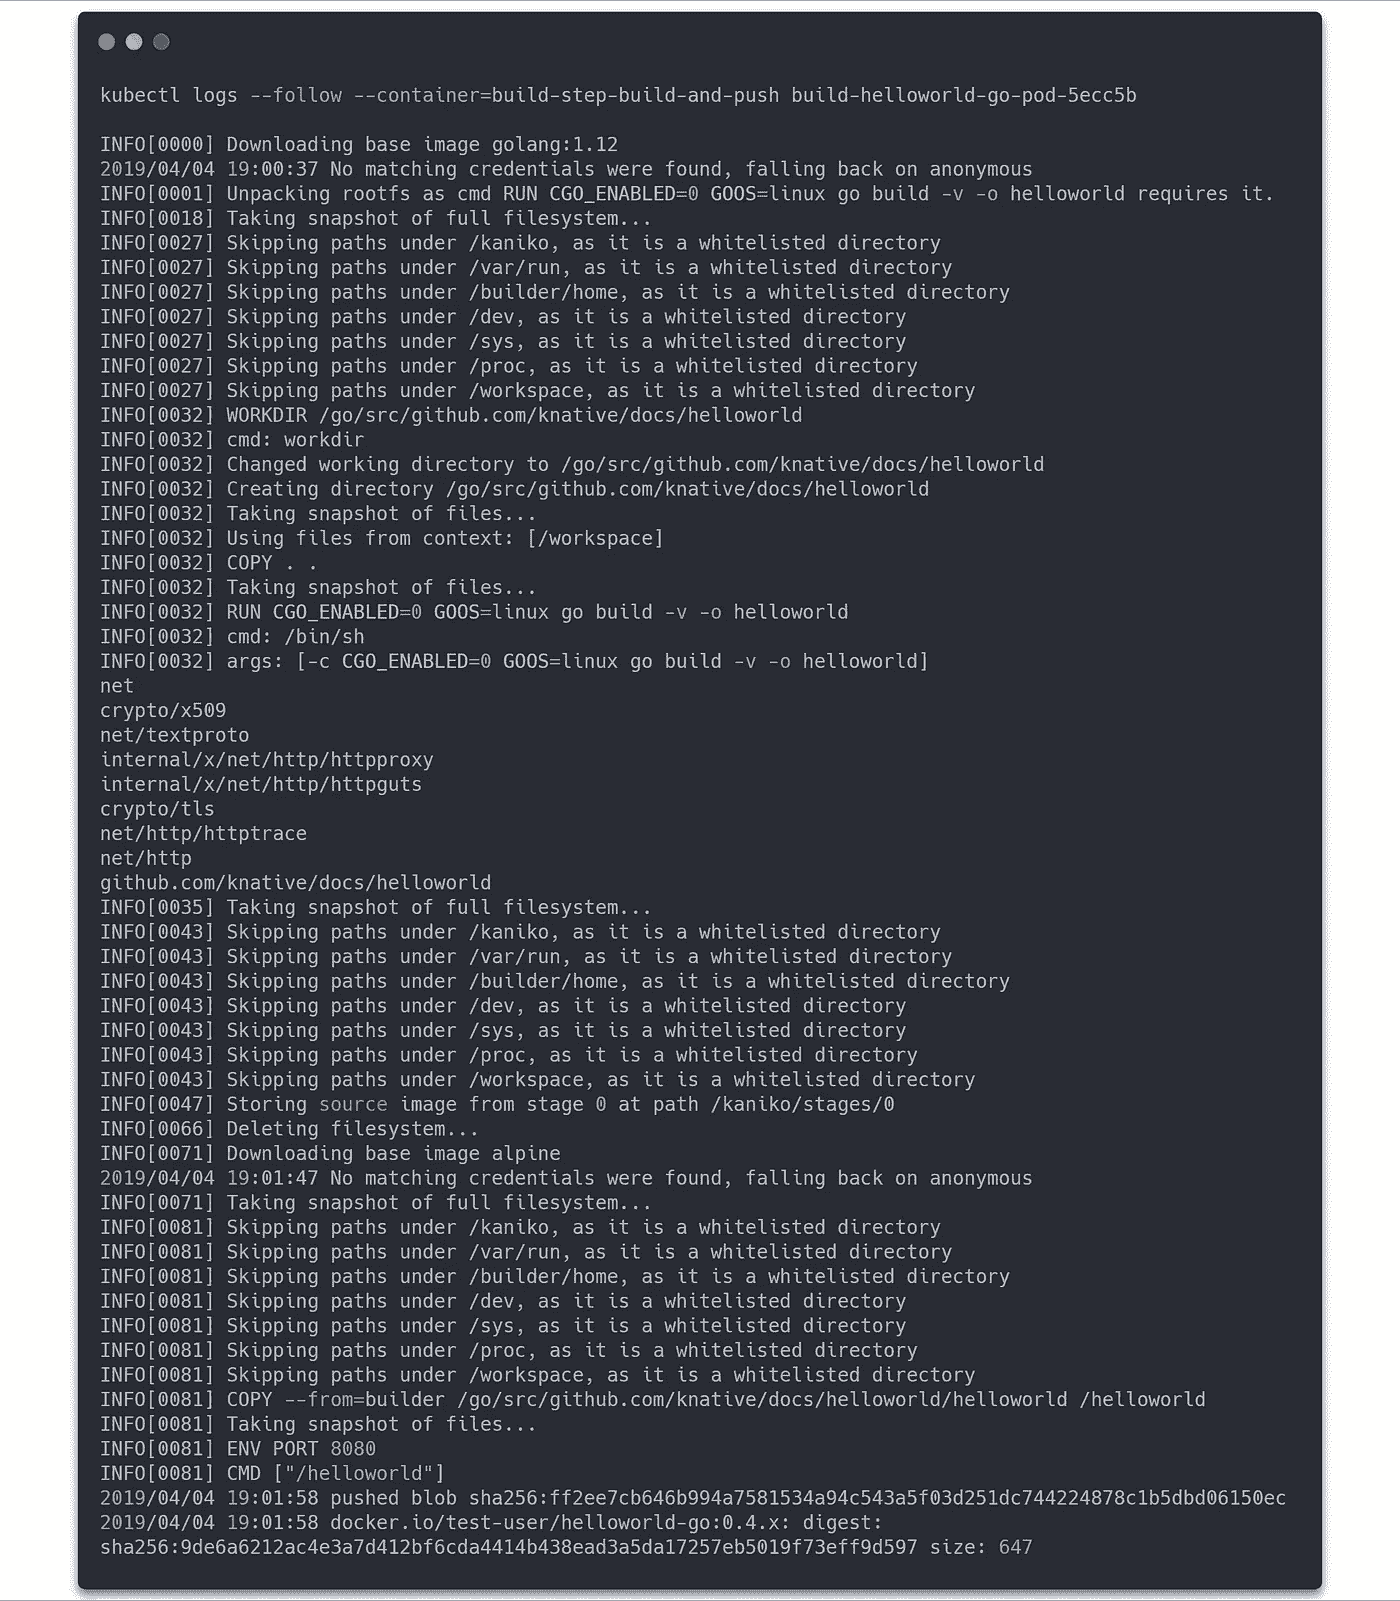 kubectl logs --follow --container=build-step-build-and-push build-helloworld-go-pod-5ecc5b
INFO[0000] Downloading base image golang:1.12
2019/04/04 19:00:37 No matching credentials were found, falling back on anonymous
INFO[0001] Unpacking rootfs as cmd RUN CGO_ENABLED=0 GOOS=linux go build -v -o helloworld requires it.
INFO[0018] Taking snapshot of full filesystem...
INFO[0027] Skipping paths under /kaniko, as it is a whitelisted directory
INFO[0027] Skipping paths under /var/run, as it is a whitelisted directory
INFO[0027] Skipping paths under /builder/home, as it is a whitelisted directory
INFO[0027] Skipping paths under /dev, as it is a whitelisted directory
INFO[0027] Skipping paths under /sys, as it is a whitelisted directory
INFO[0027] Skipping paths under /proc, as it is a whitelisted directory
INFO[0027] Skipping paths under /workspace, as it is a whitelisted directory
INFO[0032] WORKDIR /go/src/github.com/knative/docs/helloworld
INFO[0032] cmd: workdir
INFO[0032] Changed working directory to /go/src/github.com/knative/docs/helloworld
INFO[0032] Creating directory /go/src/github.com/knative/docs/helloworld
INFO[0032] Taking snapshot of files...
INFO[0032] Using files from context: [/workspace]
INFO[0032] COPY . .
INFO[0032] Taking snapshot of files...
INFO[0032] RUN CGO_ENABLED=0 GOOS=linux go build -v -o helloworld
INFO[0032] cmd: /bin/sh
INFO[0032] args: [-c CGO_ENABLED=0 GOOS=linux go build -v -o helloworld]
net
crypto/x509
net/textproto
internal/x/net/http/httpproxy
internal/x/net/http/httpguts
crypto/tls
net/http/httptrace
net/http
github.com/knative/docs/helloworld
INFO[0035] Taking snapshot of full filesystem...
INFO[0043] Skipping paths under /kaniko, as it is a whitelisted directory
INFO[0043] Skipping paths under /var/run, as it is a whitelisted directory
INFO[0043] Skipping paths under /builder/home, as it is a whitelisted directory
INFO[0043] Skipping paths under /dev, as it is a whitelisted directory
INFO[0043] Skipping paths under /sys, as it is a whitelisted directory
INFO[0043] Skipping paths under /proc, as it is a whitelisted directory
INFO[0043] Skipping paths under /workspace, as it is a whitelisted directory
INFO[0047] Storing source image from stage 0 at path /kaniko/stages/0
INFO[0066] Deleting filesystem...
INFO[0071] Downloading base image alpine
2019/04/04 19:01:47 No matching credentials were found, falling back on anonymous
INFO[0071] Taking snapshot of full filesystem...
INFO[0081] Skipping paths under /kaniko, as it is a whitelisted directory
INFO[0081] Skipping paths under /var/run, as it is a whitelisted directory
INFO[0081] Skipping paths under /builder/home, as it is a whitelisted directory
INFO[0081] Skipping paths under /dev, as it is a whitelisted directory
INFO[0081] Skipping paths under /sys, as it is a whitelisted directory
INFO[0081] Skipping paths under /proc, as it is a whitelisted directory
INFO[0081] Skipping paths under /workspace, as it is a whitelisted directory
INFO[0081] COPY --from=builder /go/src/github.com/knative/docs/helloworld/helloworld /helloworld
INFO[0081] Taking snapshot of files...
INFO[0081] ENV PORT 8080
INFO[0081] CMD ["/helloworld"]
2019/04/04 19:01:58 pushed blob sha256:ff2ee7cb646b994a7581534a94c543a5f03d251dc744224878c1b5dbd06150ec
2019/04/04 19:01:58 docker.io/test-user/helloworld-go:0.4.x: digest:
sha256:9de6a6212ac4e3a7d412bf6cda4414b438ead3a5da17257eb5019f73eff9d597 size: 647